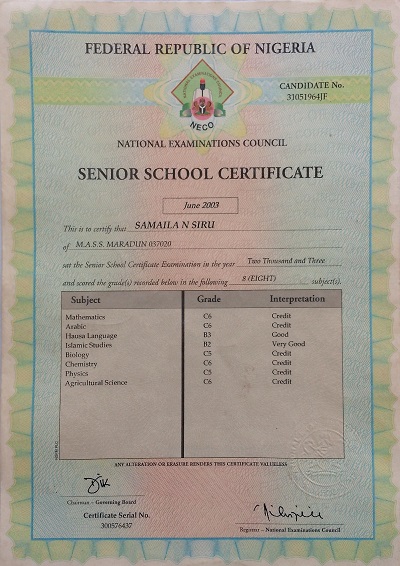 FEDERAL REPUBLIC OF NIGERIA
CANDIDATE No.
31051964JF
NECO
NATIONAL EXAMINATIONS COUNCIL
SENIOR SCHOOL CERTIFICATE
June 2003
This is to certify that SAMAILA N SIRU
of M.A.S.S. MARADUN 037020
sat the Senior School Certificate Examination in the year Two Thousand and Three
and scored the grade(s) recorded below in the following 8 (EIGHT) subject(s).
Subject Grade Interpretation
Mathematics C6 Credit
Arabic C6 Credit
Hausa Language B3 Good
Islamic Studies B2 Very Good
Biology C5 Credit
Chemistry C6 Credit
Physics C5 Credit
Agricultural Science C6 Credit
ANY ALTERATION OR ERASURE RENDERS THIS CERTIFICATE VALUELESS
Chairman – Governing Board
Certificate Serial No.
300576437
Registrar – National Examinations Council